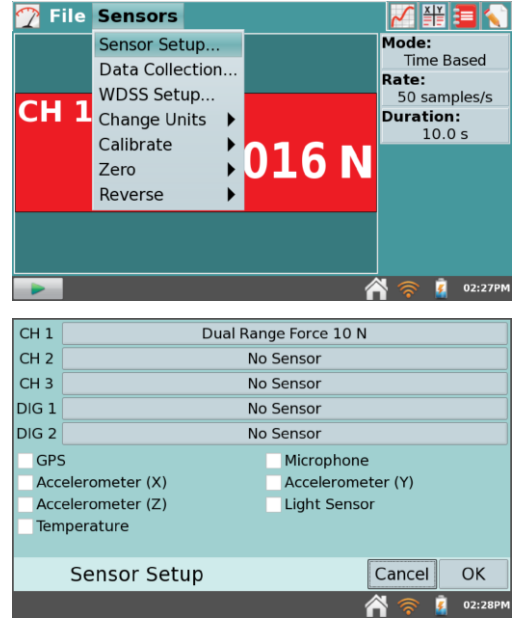 File Sensors
Sensor Setup...
Data Collection...
WDSS Setup...
Change Units
Calibrate
Zero
Reverse
CH 1
016 N
X Y
Mode:
Time Based
Rate:
50 samples/s
Duration:
10.0 s
02:27PM
CH 1 Dual Range Force 10 N
CH 2 No Sensor
CH 3 No Sensor
DIG 1 No Sensor
DIG 2 No Sensor
GPS Microphone
Accelerometer (X) Accelerometer (Y)
Accelerometer (Z) Light Sensor
Temperature
Sensor Setup Cancel OK
02:28PM